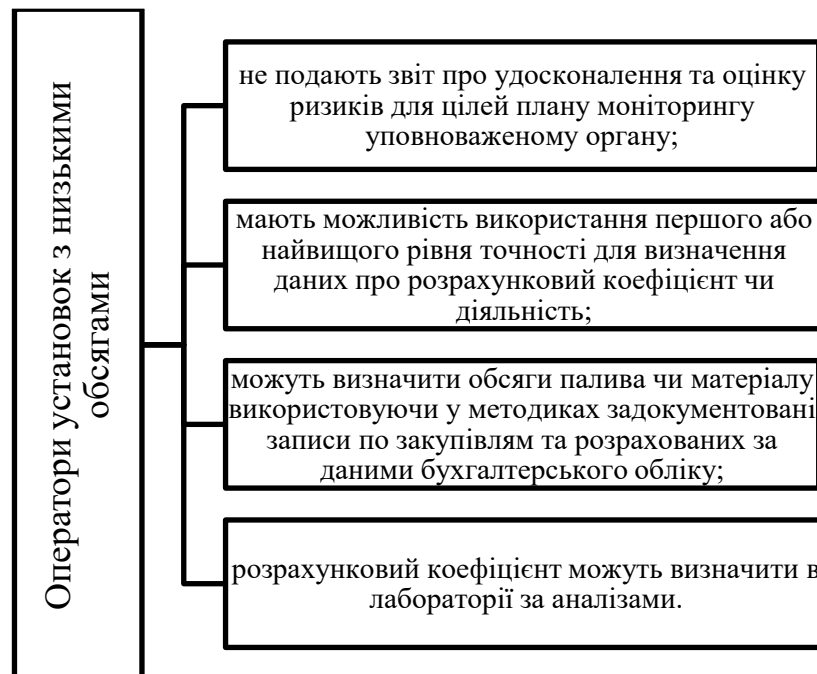 Оператори установок з низькими
обсягами
не подають звіт про удосконалення та оцінку
ризиків для цілей плану моніторингу
уповноваженому органу;
мають можливість використання першого або
найвищого рівня точності для визначення
даних про розрахунковий коефіцієнт чи
діяльність;
можуть визначити обсяги палива чи матеріалу
використовуючи у методиках задокументовані
записи по закупівлям та розрахованих за
даними бухгалтерського обліку;
розрахунковий коефіцієнт можуть визначити в
лабораторії за аналізами.